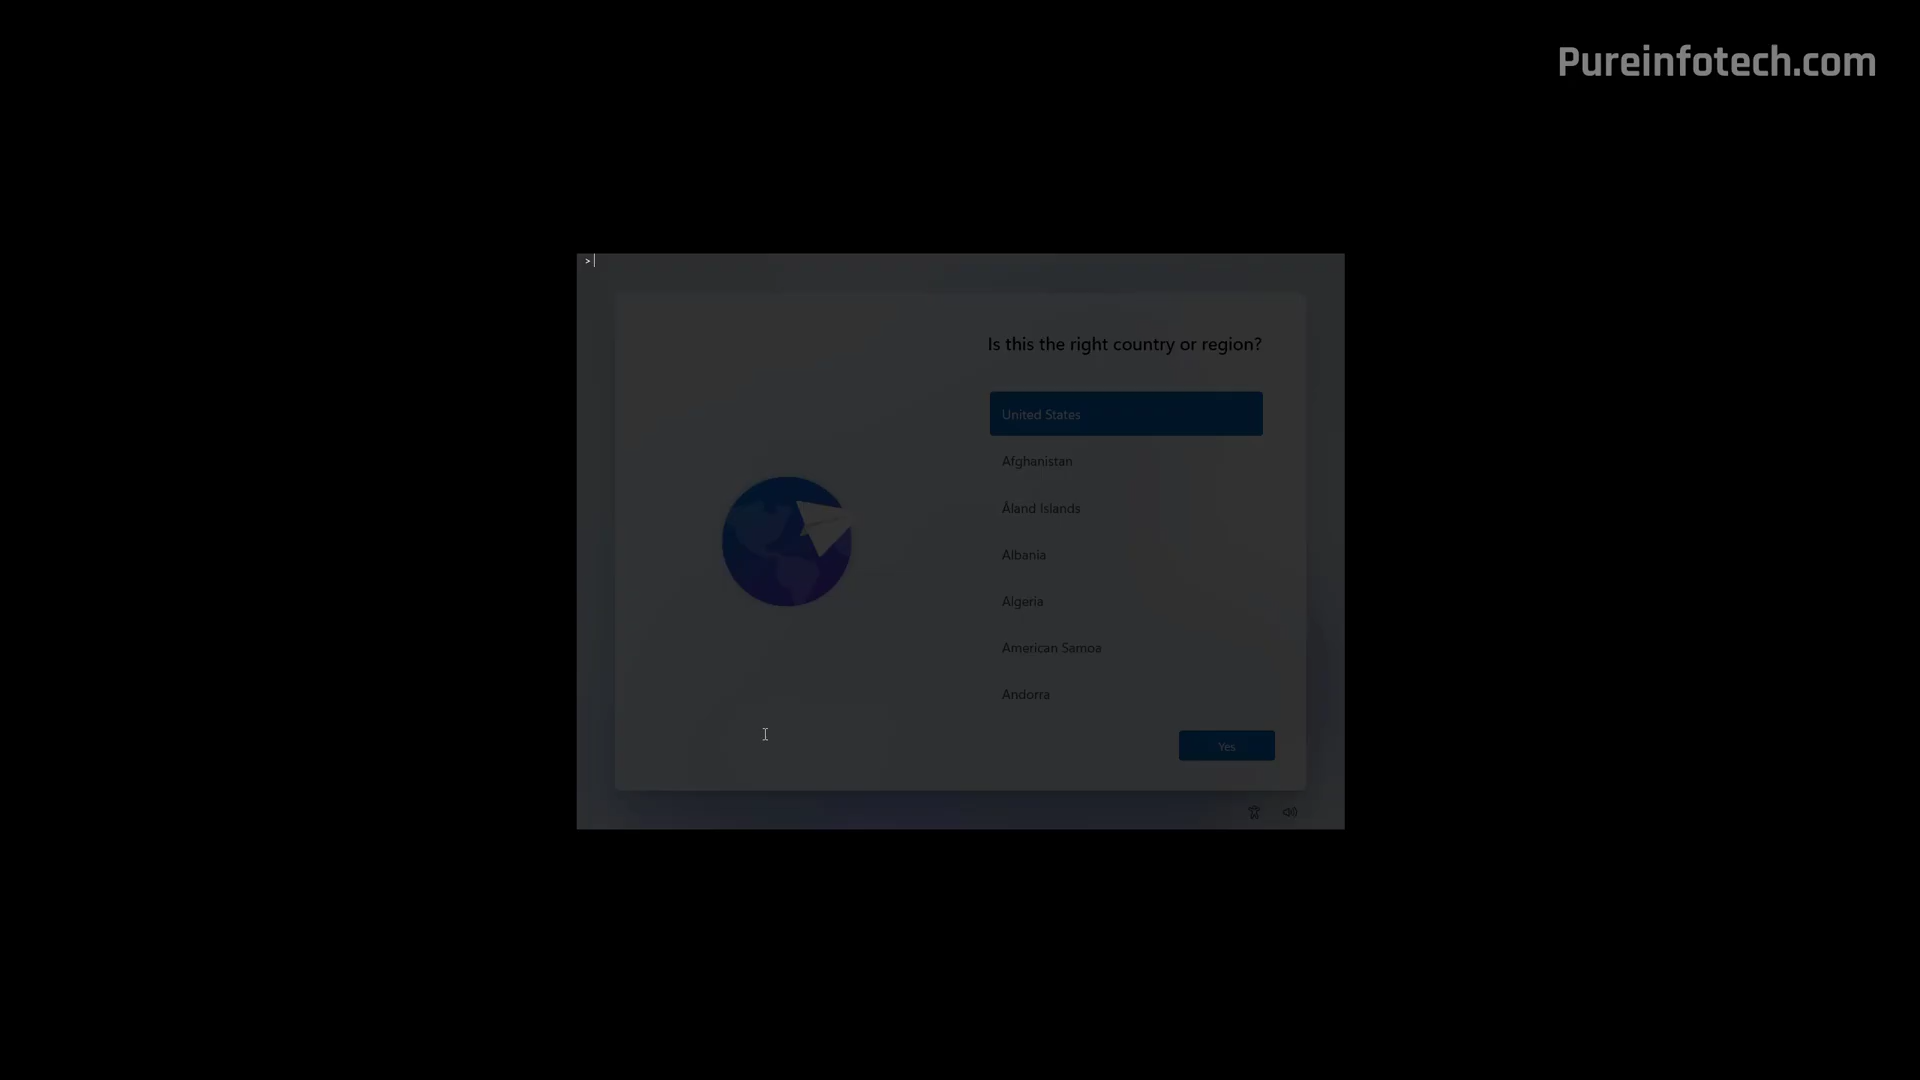 Pureinfotech.com
>
Is this the right country or region?
United States
Afghanistan
Åland Islands
Albania
Algeria
American Samoa
Andorra
Yes